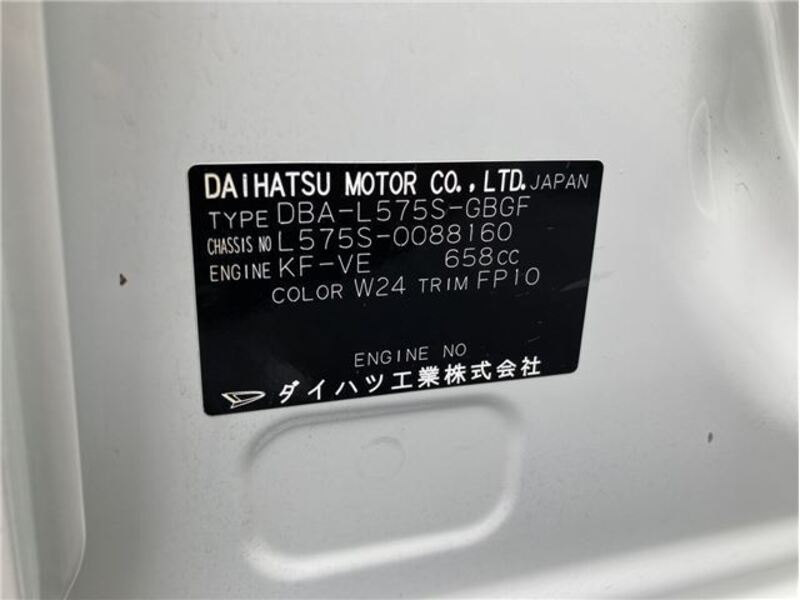 DAiHATSU MOTOR CO., LTD. JAPAN
TYPE DBA-L575S-GBGF
CHASSIS NO L575S-0088160
ENGINE KF-VE 658cc
COLOR W24 TRIM FP10
ENGINE NO
ダイハツ工業株式会社